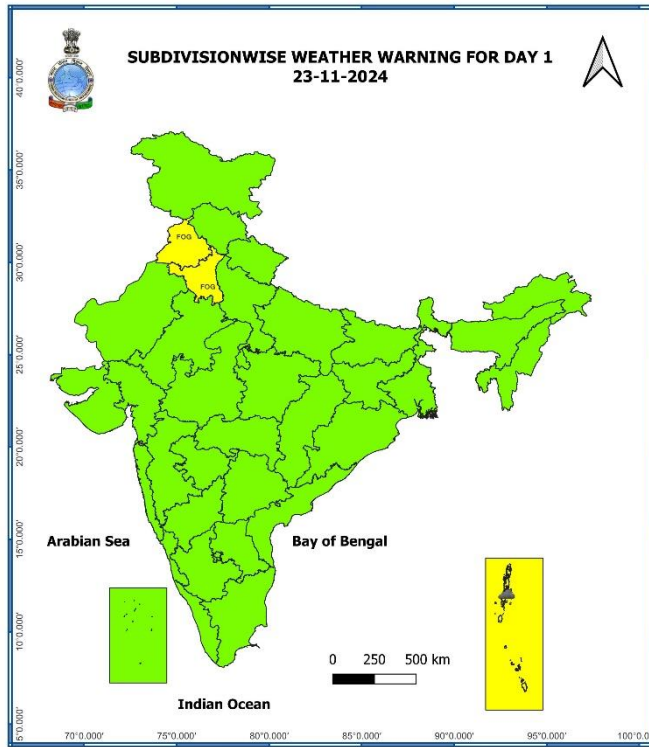 SUBDIVISIONWISE WEATHER WARNING FOR DAY 1
23-11-2024
FOG
FOG
Arabian Sea
Bay of Bengal
0 250 500 km
Indian Ocean
40°0.000'
35°0.000'
30°0.000'
25°0.000'
20°0.000'
15°0.000'
10°0.000'
5°0.000'
70°0.000' 75°0.000' 80°0.000' 85°0.000' 90°0.000' 95°0.000' 100°0.000'